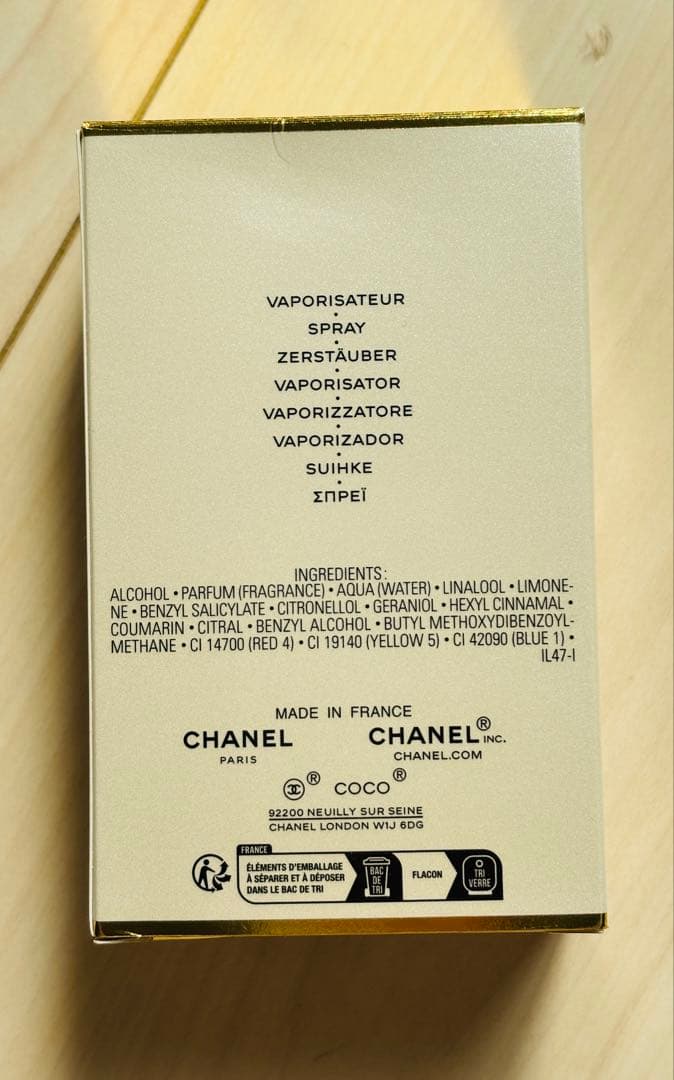 VAPORISATEUR
•
SPRAY
•
ZERSTÄUBER
•
VAPORISATOR
•
VAPORIZZATORE
•
VAPORIZADOR
•
SUIHKE
•
ΣΠΡΕΪ
INGREDIENTS:
ALCOHOL • PARFUM (FRAGRANCE) • AQUA (WATER) • LINALOOL • LIMONE-
NE • BENZYL SALICYLATE • CITRONELLOL • GERANIOL • HEXYL CINNAMAL •
COUMARIN • CITRAL • BENZYL ALCOHOL • BUTYL METHOXYDIBENZOYL-
METHANE • CI 14700 (RED 4) • CI 19140 (YELLOW 5) • CI 42090 (BLUE 1) •
IL47-I
MADE IN FRANCE
CHANEL
PARIS
CHANEL® INC.
CHANEL.COM
® COCO®
92200 NEUILLY SUR SEINE
CHANEL LONDON W1J 6DG
FRANCE
ÉLÉMENTS D'EMBALLAGE
À SÉPARER ET À DÉPOSER
DANS LE BAC DE TRI
BAC
DE
TRI
FLACON
TRI
VERRE